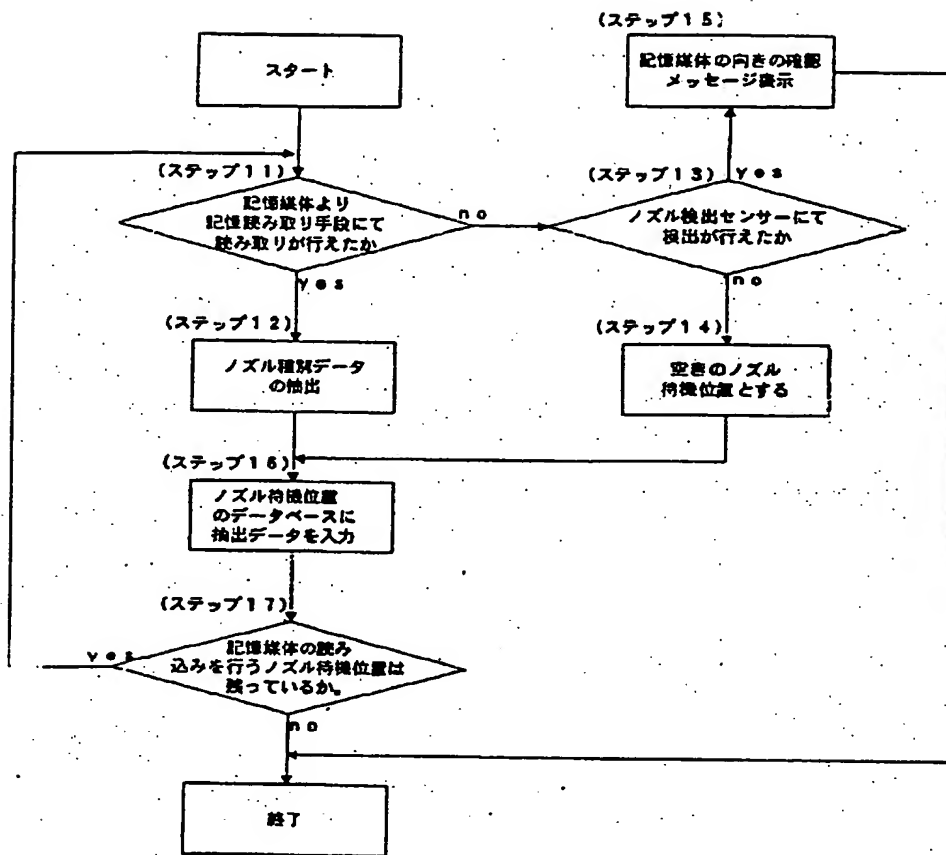 スタート
(ステップ11)
記憶媒体より
記憶読み取り手段にて
読み取りが行えたか
no
yes
(ステップ12)
ノズル種別データ
の抽出
(ステップ13)
yes
ノズル検出センサーにて
検出が行えたか
no
(ステップ14)
空きのノズル
待機位置とする
(ステップ15)
記憶媒体の向きの確認
メッセージ表示
(ステップ16)
ノズル待機位置
のデータベースに
抽出データを入力
(ステップ17)
記憶媒体の読み
込みを行うノズル待機位置は
残っているか。
yes
no
終了